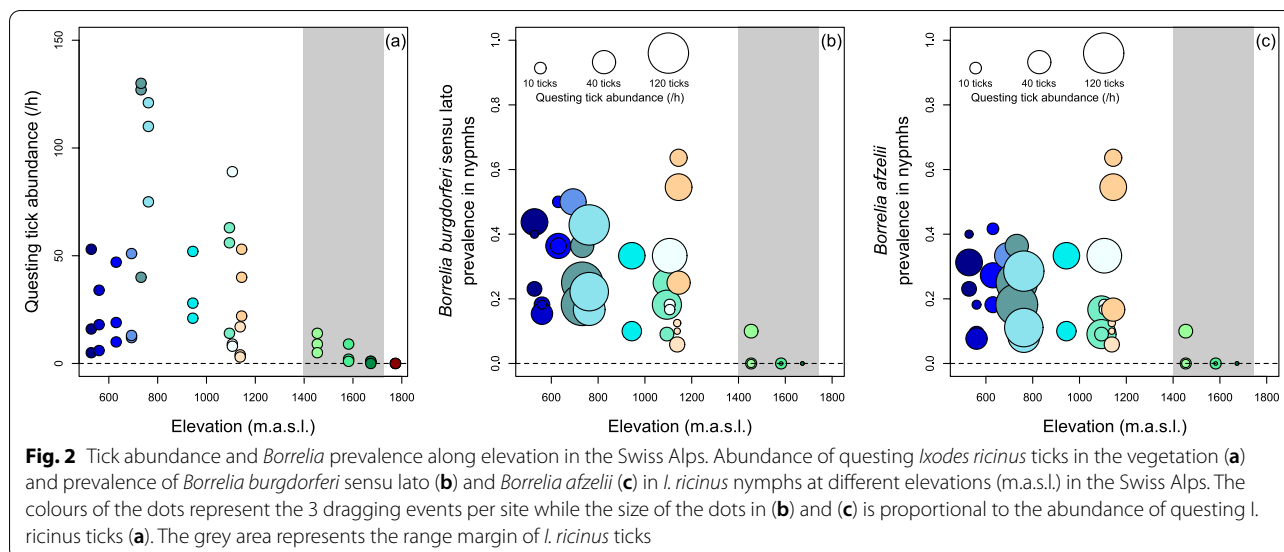 (a)
150
100
50
0
Questing tick abundance (/h)
400 600 800 1000 1200 1400 1600 1800
Elevation (m.a.s.l.)
(b)
1.0
0.8
0.6
0.4
0.2
0.0
Borrelia burgdorferi sensu lato
prevalence in nypmhs
10 ticks 40 ticks 120 ticks
Questing tick abundance (/h)
600 800 1000 1200 1400 1600 1800
Elevation (m.a.s.l.)
(c)
1.0
0.8
0.6
0.4
0.2
0.0
Borrelia afzelii
prevalence in nypmhs
10 ticks 40 ticks 120 ticks
Questing tick abundance (/h)
600 800 1000 1200 1400 1600 1800
Elevation (m.a.s.l.)
Fig. 2 Tick abundance and Borrelia prevalence along elevation in the Swiss Alps. Abundance of questing Ixodes ricinus ticks in the vegetation (a)
and prevalence of Borrelia burgdorferi sensu lato (b) and Borrelia afzelii (c) in I. ricinus nymphs at different elevations (m.a.s.l.) in the Swiss Alps. The
colours of the dots represent the 3 dragging events per site while the size of the dots in (b) and (c) is proportional to the abundance of questing I.
ricinus ticks (a). The grey area represents the range margin of I. ricinus ticks